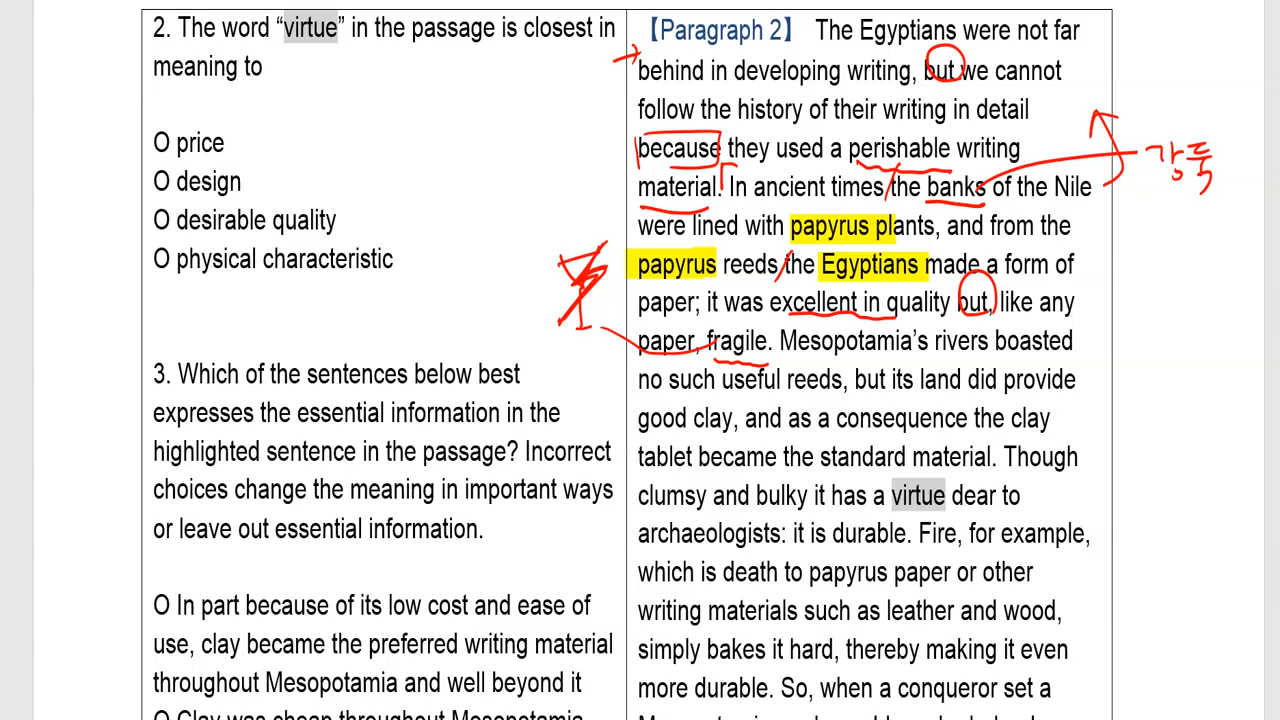 2. The word “virtue” in the passage is closest in
meaning to
O price
O design
O desirable quality
O physical characteristic
3. Which of the sentences below best
expresses the essential information in the
highlighted sentence in the passage? Incorrect
choices change the meaning in important ways
or leave out essential information.
O In part because of its low cost and ease of
use, clay became the preferred writing material
throughout Mesopotamia and well beyond it
O Clay was cheap throughout Mesopotamia
【Paragraph 2】 The Egyptians were not far
behind in developing writing, but we cannot
follow the history of their writing in detail
because they used a perishable writing
material. In ancient times the banks of the Nile
were lined with papyrus plants, and from the
papyrus reeds the Egyptians made a form of
paper; it was excellent in quality but, like any
paper, fragile. Mesopotamia’s rivers boasted
no such useful reeds, but its land did provide
good clay, and as a consequence the clay
tablet became the standard material. Though
clumsy and bulky it has a virtue dear to
archaeologists: it is durable. Fire, for example,
which is death to papyrus paper or other
writing materials such as leather and wood,
simply bakes it hard, thereby making it even
more durable. So, when a conqueror set a
강둑